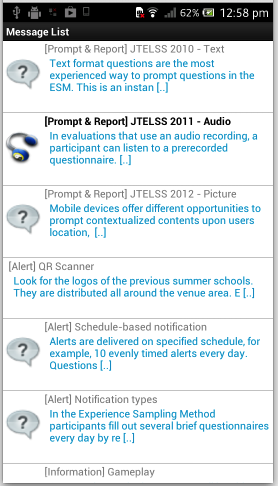 62% 12:58 pm
Message List
[Prompt & Report] JTELSS 2010 - Text
Text format questions are the most
experienced way to prompt questions in the
ESM. This is an instan [..]
[Prompt & Report] JTELSS 2011 - Audio
In evaluations that use an audio recording, a
participant can listen to a prerecorded
questionnaire. [..]
[Prompt & Report] JTELSS 2012 - Picture
Mobile devices offer different opportunities to
prompt contextualized contents upon users
location,  [..]
[Alert] QR Scanner
Look for the logos of the previous summer schools.
They are distributed all around the venue area. E [..]
[Alert] Schedule-based notification
Alerts are delivered on specified schedule, for
example, 10 evenly timed alerts every day.
Questions [..]
[Alert] Notification types
In the Experience Sampling Method
participants fill out several brief questionnaires
every day by re [..]
[Information] Gameplay